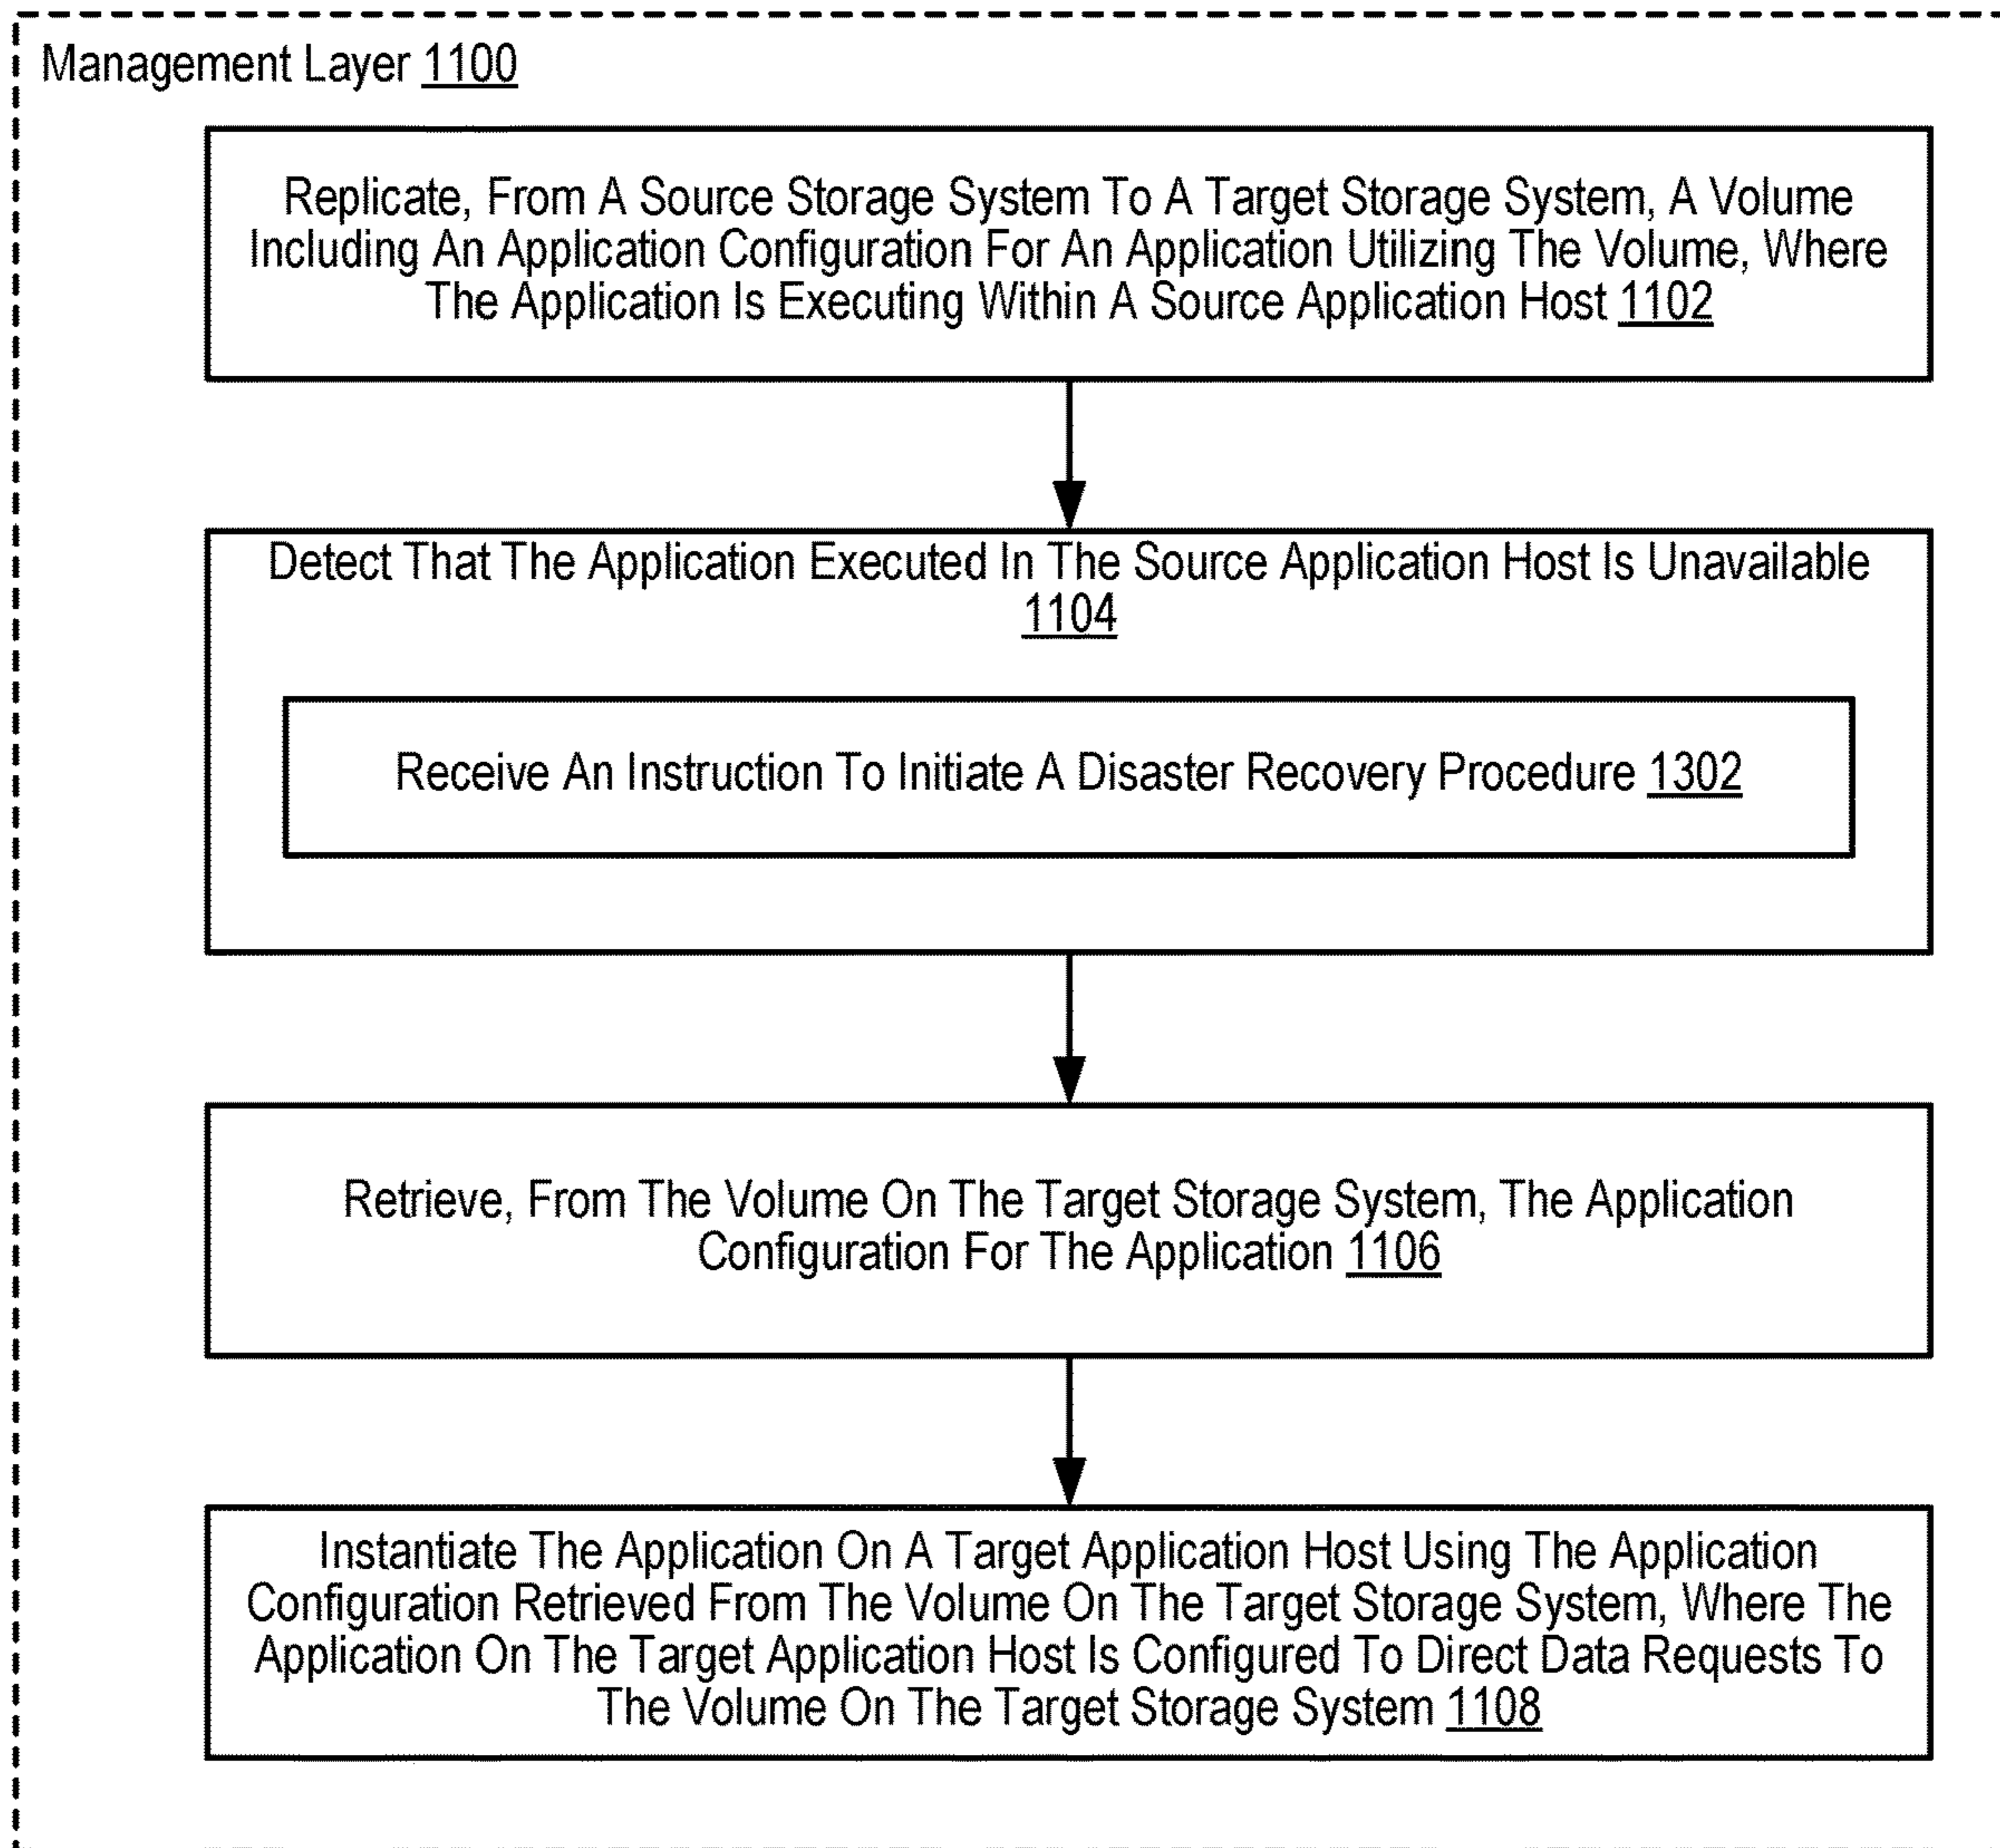 Management Layer 1100
Replicate, From A Source Storage System To A Target Storage System, A Volume
Including An Application Configuration For An Application Utilizing The Volume, Where
The Application Is Executing Within A Source Application Host 1102
Detect That The Application Executed In The Source Application Host Is Unavailable
1104
Receive An Instruction To Initiate A Disaster Recovery Procedure 1302
Retrieve, From The Volume On The Target Storage System, The Application
Configuration For The Application 1106
Instantiate The Application On A Target Application Host Using The Application
Configuration Retrieved From The Volume On The Target Storage System, Where The
Application On The Target Application Host Is Configured To Direct Data Requests To
The Volume On The Target Storage System 1108